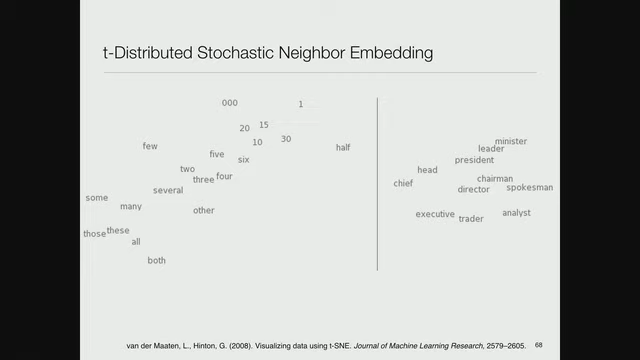 t-Distributed Stochastic Neighbor Embedding
000
1
20
15
10
30
few
half
five
six
two
three
four
several
some
many
other
those
these
all
both
minister
leader
president
head
chairman
chief
director
spokesman
executive
trader
analyst
van der Maaten, L., Hinton, G. (2008). Visualizing data using t-SNE. Journal of Machine Learning Research, 2579–2605.
68